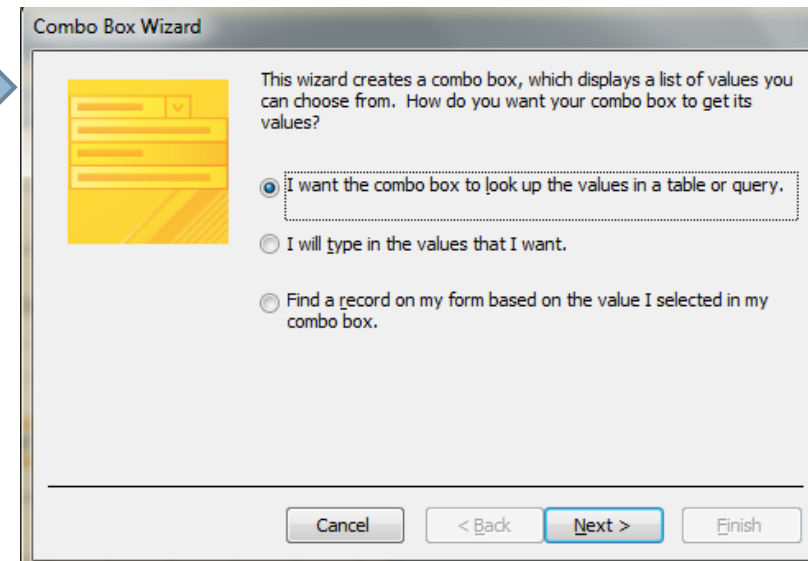 Combo Box Wizard
This wizard creates a combo box, which displays a list of values you
can choose from.  How do you want your combo box to get its
values?
I want the combo box to look up the values in a table or query.
I will type in the values that I want.
Find a record on my form based on the value I selected in my
combo box.
Cancel
< Back
Next >
Finish